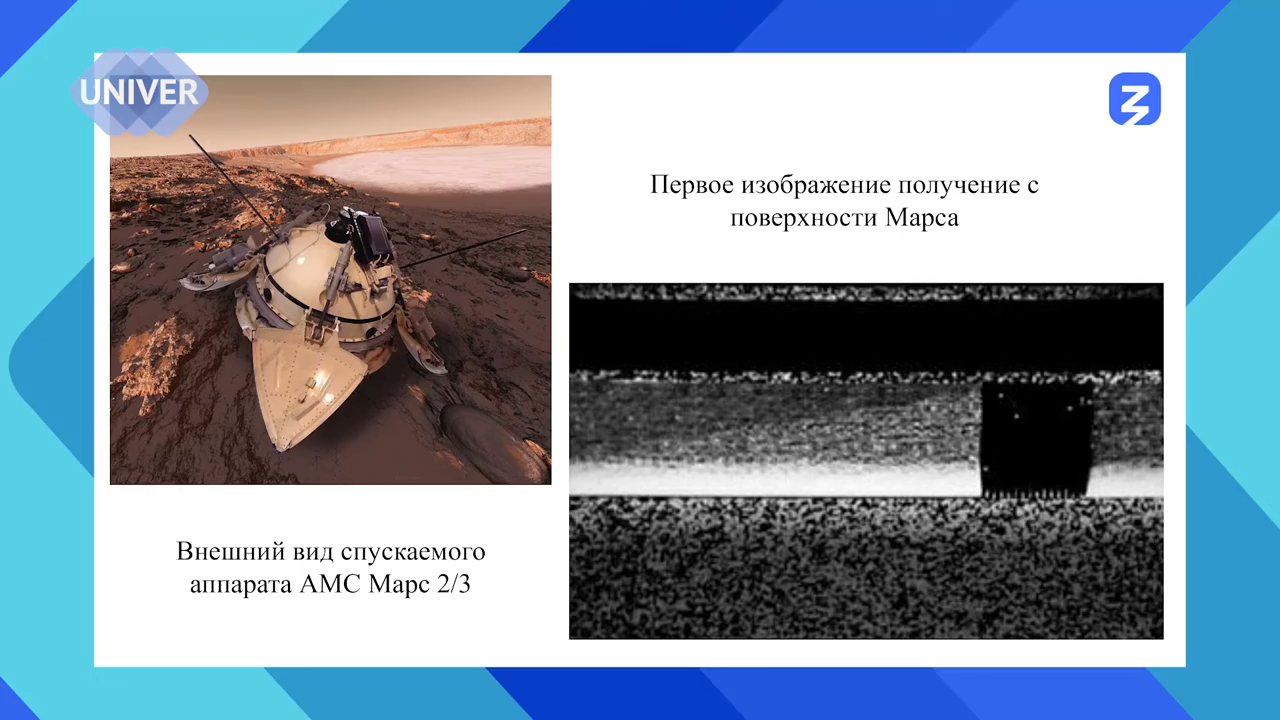 UNIVER
Первое изображение получение с
поверхности Марса
Внешний вид спускаемого
аппарата АМС Марс 2/3